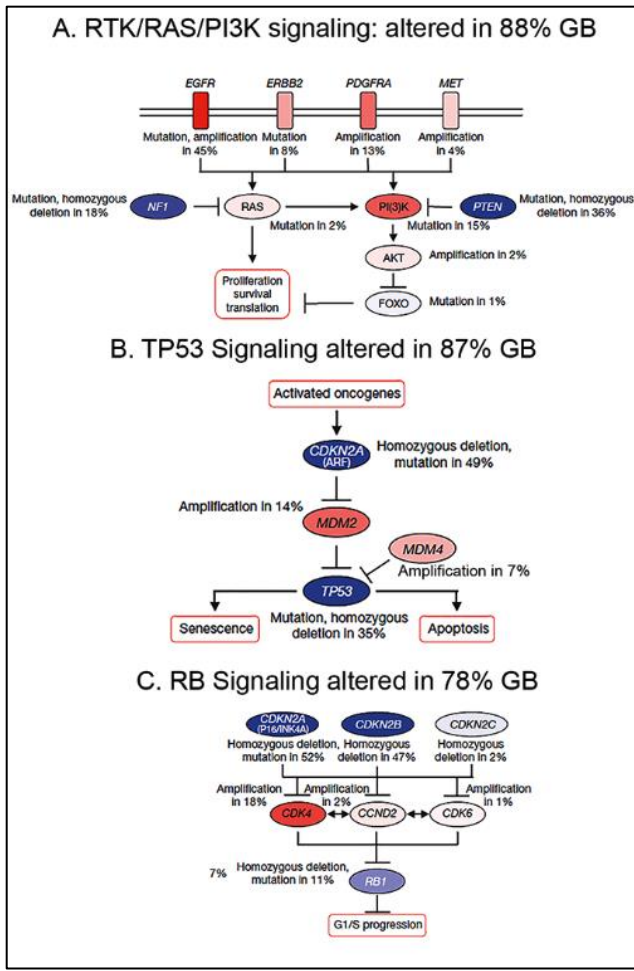 A. RTK/RAS/PI3K signaling: altered in 88% GB
EGFR ERBB2 PDGFRA MET
Mutation, amplification in 45%
Mutation in 8%
Amplification in 13%
Amplification in 4%
Mutation, homozygous
deletion in 18%
NF1
RAS
Mutation in 2%
PI(3)K
Mutation in 15%
PTEN
Mutation, homozygous
deletion in 36%
AKT
Amplification in 2%
Proliferation
survival
translation
FOXO
Mutation in 1%
B. TP53 Signaling altered in 87% GB
Activated oncogenes
CDKN2A
(ARF)
Homozygous deletion,
mutation in 49%
Amplification in 14%
MDM2
MDM4
Amplification in 7%
TP53
Mutation, homozygous
deletion in 35%
Senescence
Apoptosis
C. RB Signaling altered in 78% GB
CDKN2A
(P16/INK4A)
CDKN2B
CDKN2C
Homozygous deletion,
mutation in 52%
Homozygous
deletion in 47%
Homozygous
deletion in 2%
Amplification
in 18%
Amplification
in 2%
Amplification
in 1%
CDK4
CCND2
CDK6
7%
Homozygous deletion,
mutation in 11%
RB1
G1/S progression